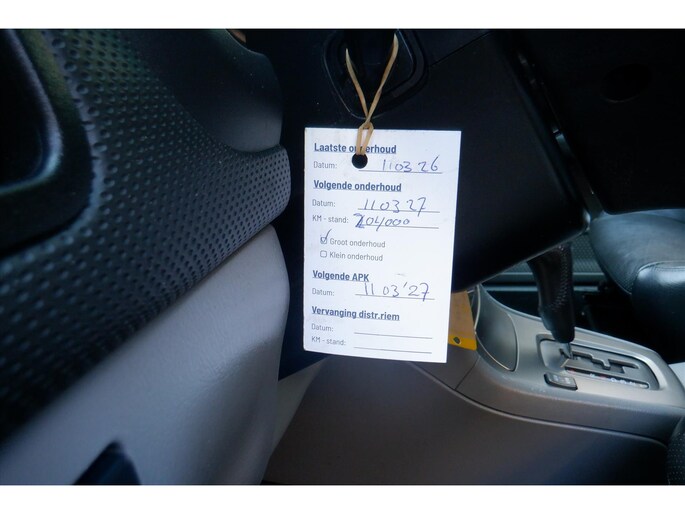 Laatste onderhoud
Datum: 11 03 26
Volgende onderhoud
Datum: 11 03 27
KM - stand: 204000
Groot onderhoud
Klein onderhoud
Volgende APK
Datum: 11 03 '27
Vervanging distr.riem
Datum:
KM - stand: